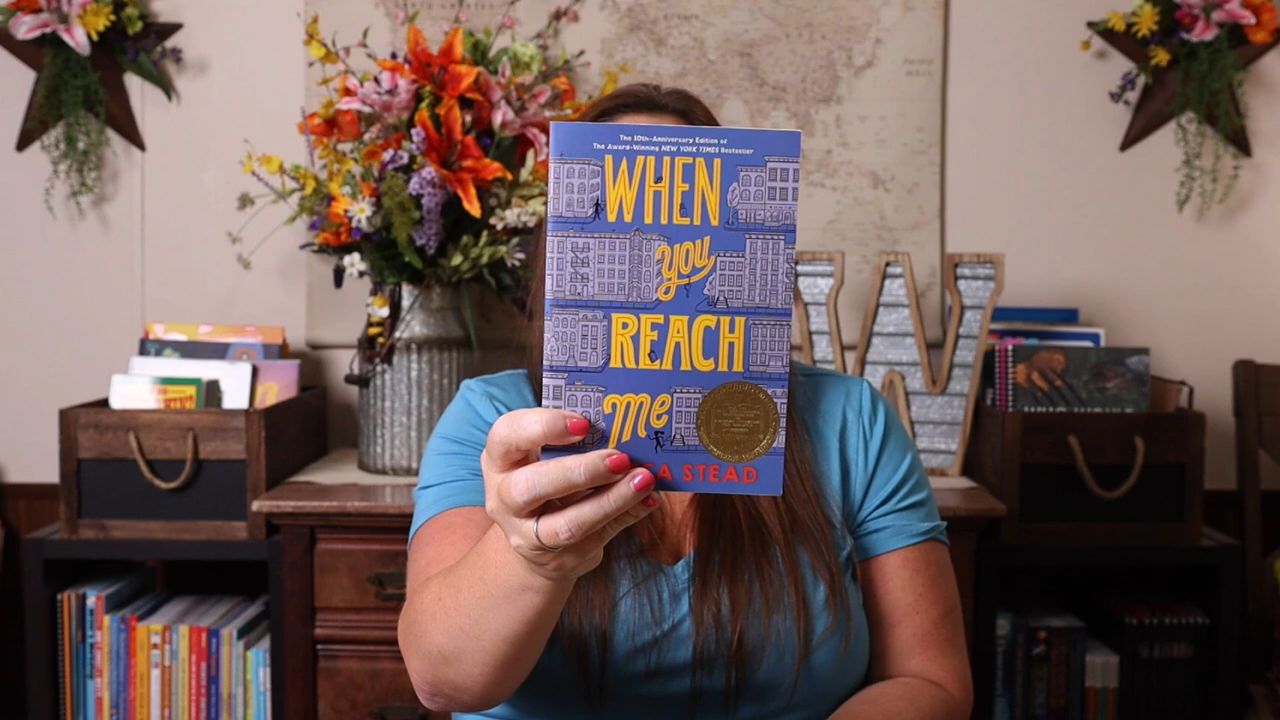 The 10th-Anniversary Edition of
The Award-Winning NEW YORK TIMES Bestseller
WHEN
you
REACH
me
STEAD
W